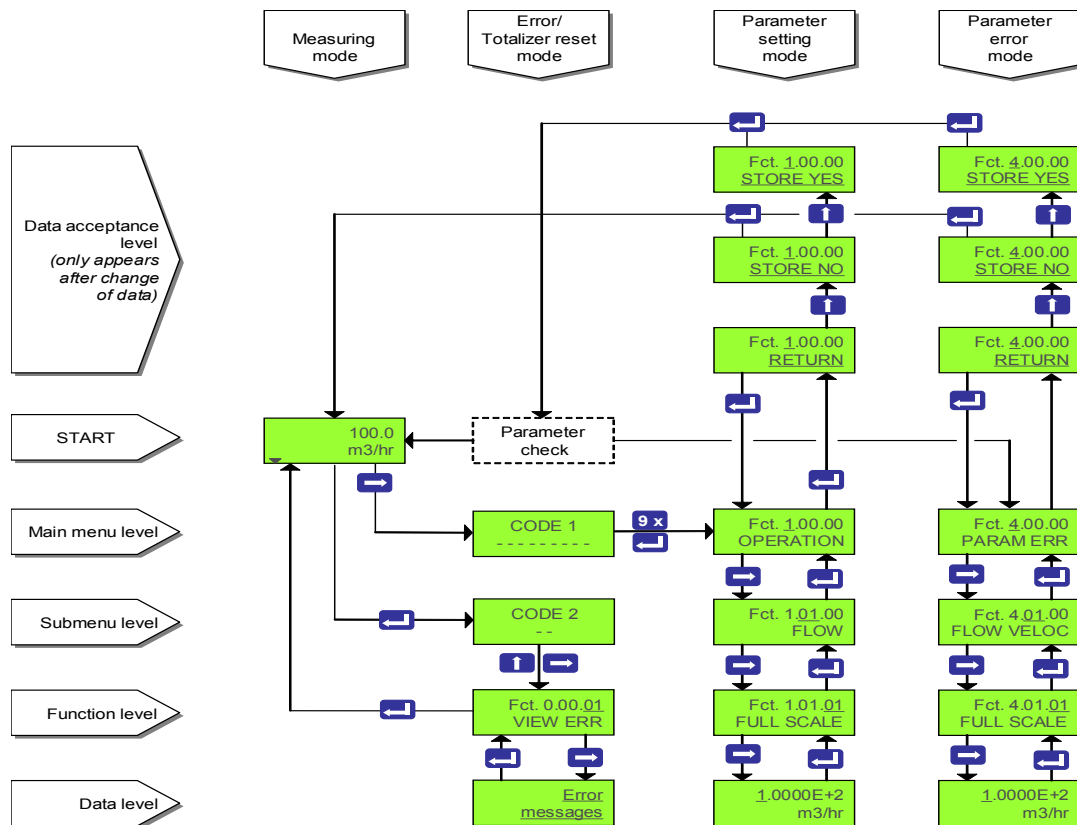 Measuring
mode
Error/
Totalizer reset
mode
Parameter
setting
mode
Parameter
error
mode
Data acceptance
level
(only appears
after change
of data)
Fct. 1.00.00
STORE YES
Fct. 4.00.00
STORE YES
Fct. 1.00.00
STORE NO
Fct. 4.00.00
STORE NO
Fct. 1.00.00
RETURN
Fct. 4.00.00
RETURN
START
100.0
m3/hr
Parameter
check
Main menu level
CODE 1
- - - - - - - - -
9 x
Fct. 1.00.00
OPERATION
Fct. 4.00.00
PARAM ERR
Submenu level
CODE 2
- -
Fct. 1.01.00
FLOW
Fct. 4.01.00
FLOW VELOC
Function level
Fct. 0.00.01
VIEW ERR
Fct. 1.01.01
FULL SCALE
Fct. 4.01.01
FULL SCALE
Data level
Error
messages
1.0000E+2
m3/hr
1.0000E+2
m3/hr